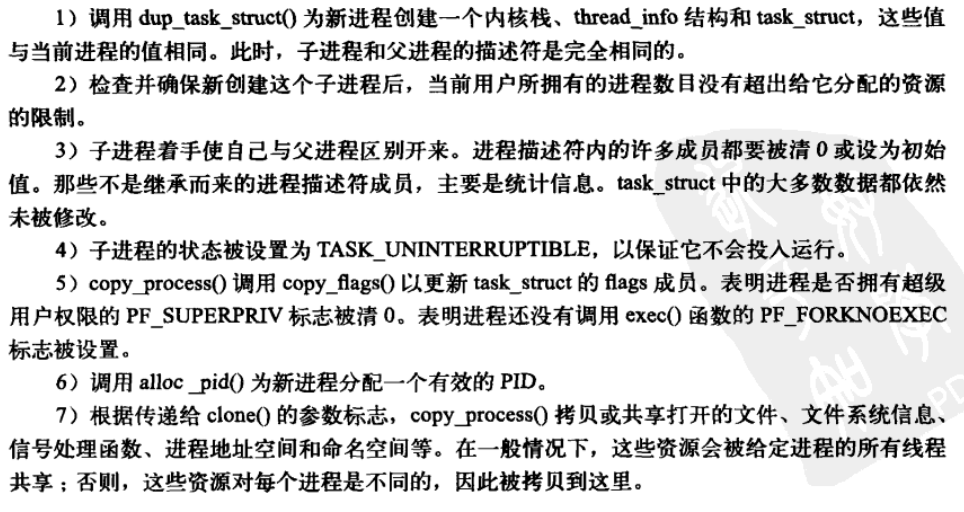 1）调用 dup_task_struct() 为新进程创建一个内核栈、thread_info 结构和 task_struct，这些值
与当前进程的值相同。此时，子进程和父进程的描述符是完全相同的。
2）检查并确保新创建这个子进程后，当前用户所拥有的进程数目没有超出给它分配的资源
的限制。
3）子进程着手使自己与父进程区别开来。进程描述符内的许多成员都要被清 0 或设为初始
值。那些不是继承而来的进程描述符成员，主要是统计信息。task_struct 中的大多数数据都依然
未被修改。
4）子进程的状态被设置为 TASK_UNINTERRUPTIBLE，以保证它不会投入运行。
5）copy_process() 调用 copy_flags() 以更新 task_struct 的 flags 成员。表明进程是否拥有超级
用户权限的 PF_SUPERPRIV 标志被清 0。表明进程还没有调用 exec() 函数的 PF_FORKNOEXEC
标志被设置。
6）调用 alloc _pid() 为新进程分配一个有效的 PID。
7）根据传递给 clone() 的参数标志，copy_process() 拷贝或共享打开的文件、文件系统信息、
信号处理函数、进程地址空间和命名空间等。在一般情况下，这些资源会被给定进程的所有线程
共享；否则，这些资源对每个进程是不同的，因此被拷贝到这里。
PD